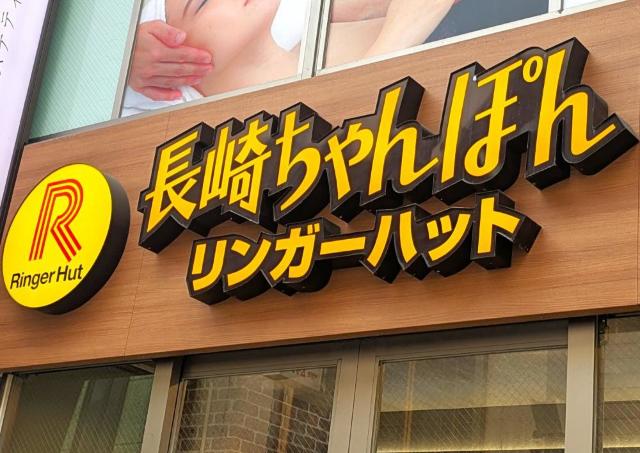 長崎ちゃんぽん
リンガーハット
R
Ringer Hut